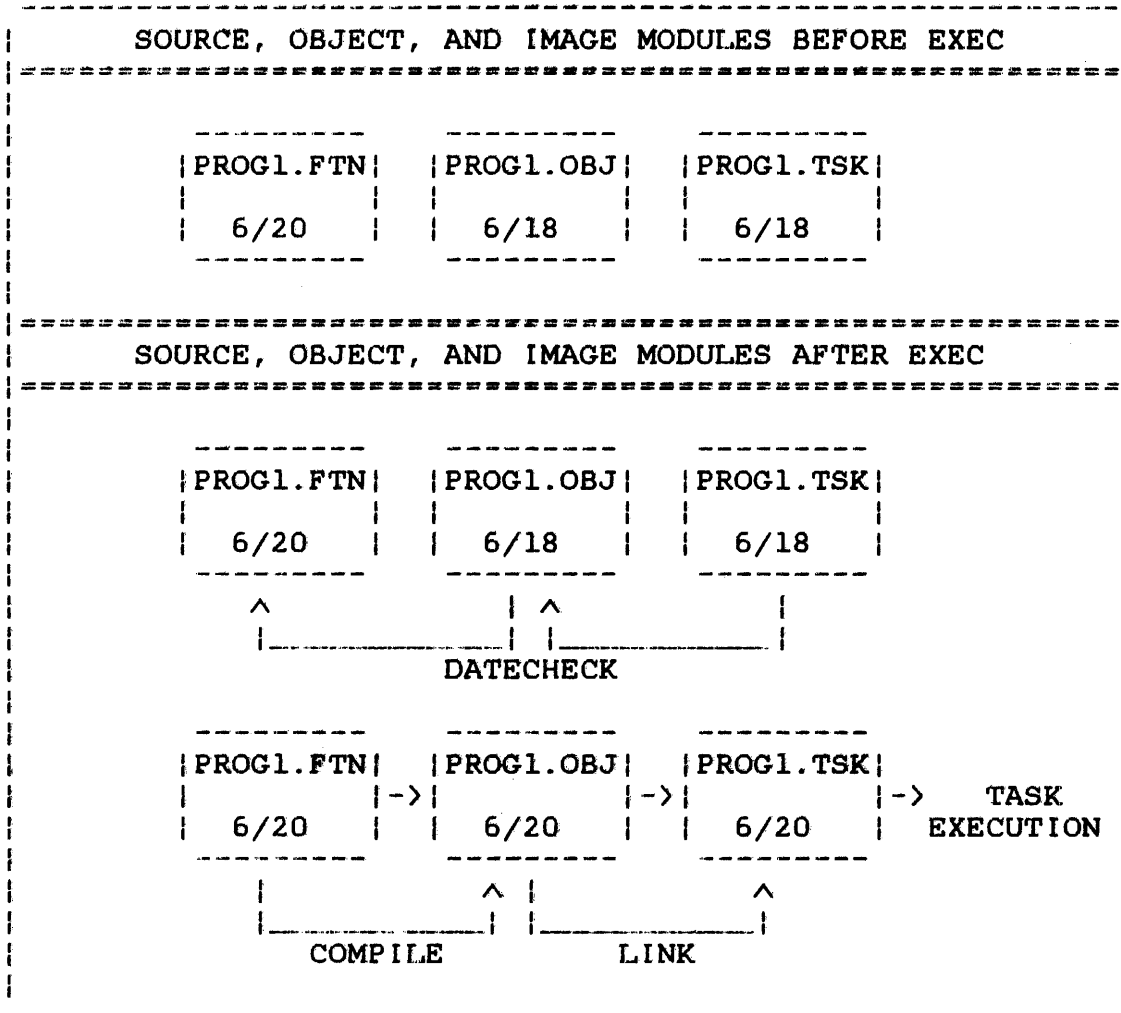 SOURCE, OBJECT, AND IMAGE MODULES BEFORE EXEC
PROG1.FTN PROG1.OBJ PROG1.TSK
6/20 6/18 6/18
SOURCE, OBJECT, AND IMAGE MODULES AFTER EXEC
PROG1.FTN PROG1.OBJ PROG1.TSK
6/20 6/18 6/18
DATECHECK
PROG1.FTN PROG1.OBJ PROG1.TSK
-> -> -> TASK
6/20 6/20 6/20 EXECUTION
COMPILE LINK